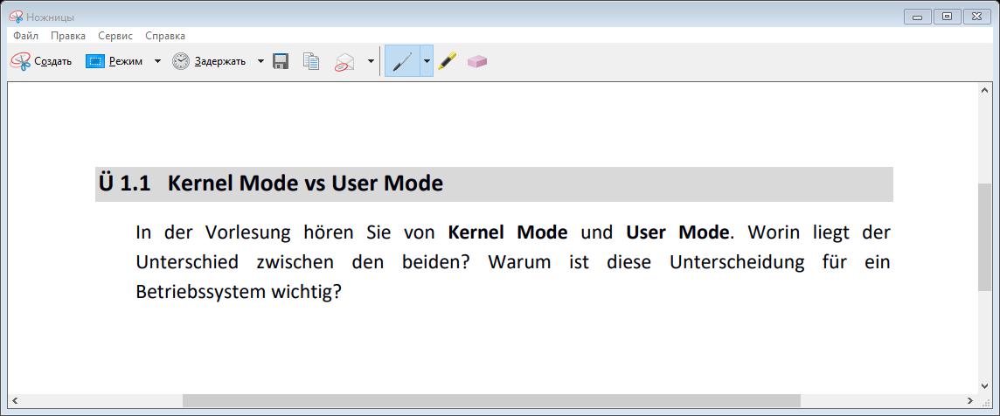 Ножницы
Файл Правка Сервис Справка
Создать Режим Задержать
Ü 1.1 Kernel Mode vs User Mode
In der Vorlesung hören Sie von Kernel Mode und User Mode. Worin liegt der
Unterschied zwischen den beiden? Warum ist diese Unterscheidung für ein
Betriebssystem wichtig?